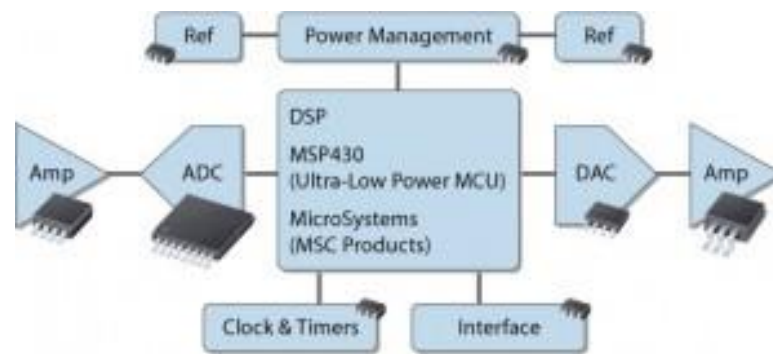 Ref
Power Management
Ref
Amp
ADC
DSP
MSP430
(Ultra-Low Power MCU)
MicroSystems
(MSC Products)
DAC
Amp
Clock & Timers
Interface